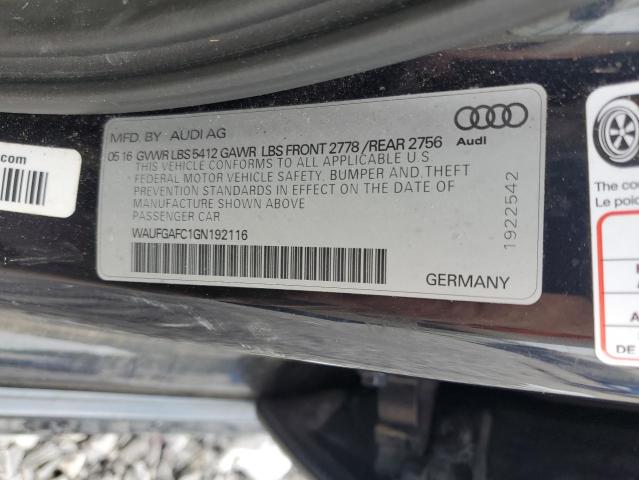 MFD. BY AUDI AG
Audi
05 16 GVWR LBS 5412 GAWR LBS FRONT 2778 /REAR 2756
THIS VEHICLE CONFORMS TO ALL APPLICABLE U.S
FEDERAL MOTOR VEHICLE SAFETY, BUMPER AND THEFT
PREVENTION STANDARDS IN EFFECT ON THE DATE OF
MANUFACTURE SHOWN ABOVE
PASSENGER CAR
WAUFGAFC1GN192116
GERMANY
1922542
.com
The co
Le poid
DE